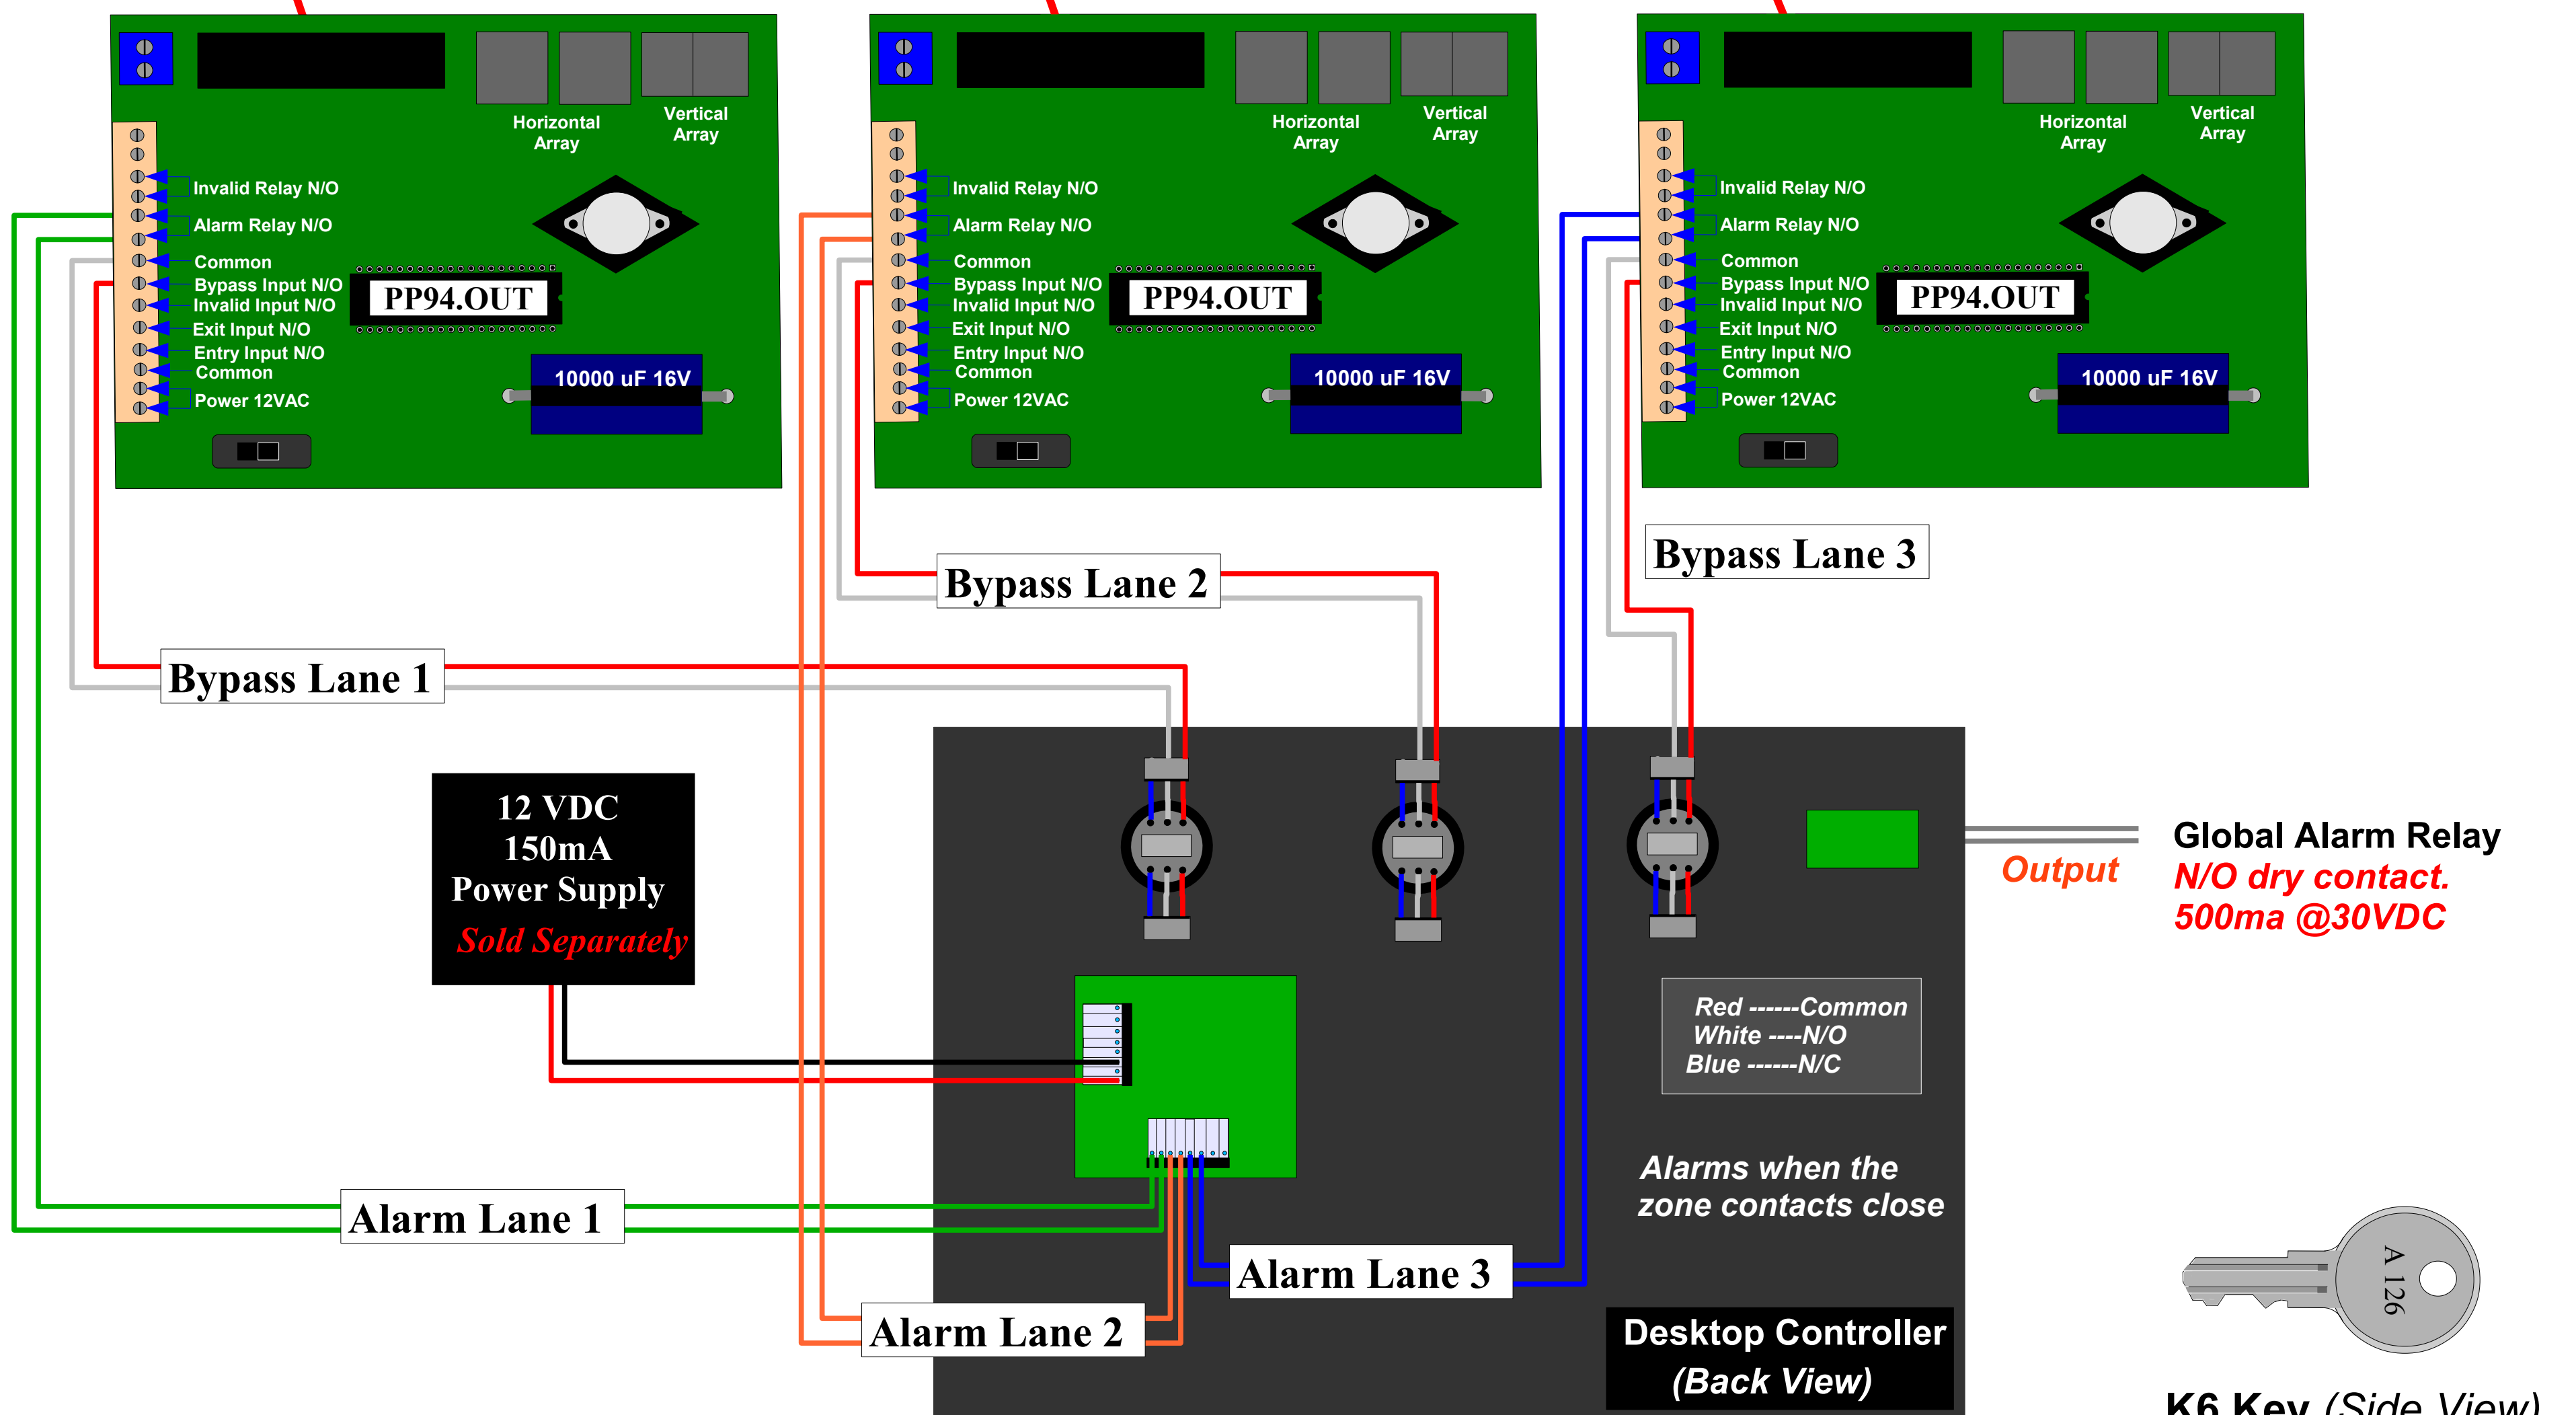 Horizontal
Array
Vertical
Array
Invalid Relay N/O
Alarm Relay N/O
Common
Bypass Input N/O
Invalid Input N/O
Exit Input N/O
Entry Input N/O
Common
Power 12VAC
PP94.OUT
10000 uF 16V
Horizontal
Array
Vertical
Array
Invalid Relay N/O
Alarm Relay N/O
Common
Bypass Input N/O
Invalid Input N/O
Exit Input N/O
Entry Input N/O
Common
Power 12VAC
PP94.OUT
10000 uF 16V
Horizontal
Array
Vertical
Array
Invalid Relay N/O
Alarm Relay N/O
Common
Bypass Input N/O
Invalid Input N/O
Exit Input N/O
Entry Input N/O
Common
Power 12VAC
PP94.OUT
10000 uF 16V
Bypass Lane 3
Bypass Lane 2
Bypass Lane 1
12 VDC
150mA
Power Supply
Sold Separately
Output
Global Alarm Relay
N/O dry contact.
500ma @30VDC
Red ------Common
White ----N/O
Blue ------N/C
Alarms when the
zone contacts close
Alarm Lane 1
Alarm Lane 3
Alarm Lane 2
Desktop Controller
(Back View)
A 126
K6 Key (Side View)